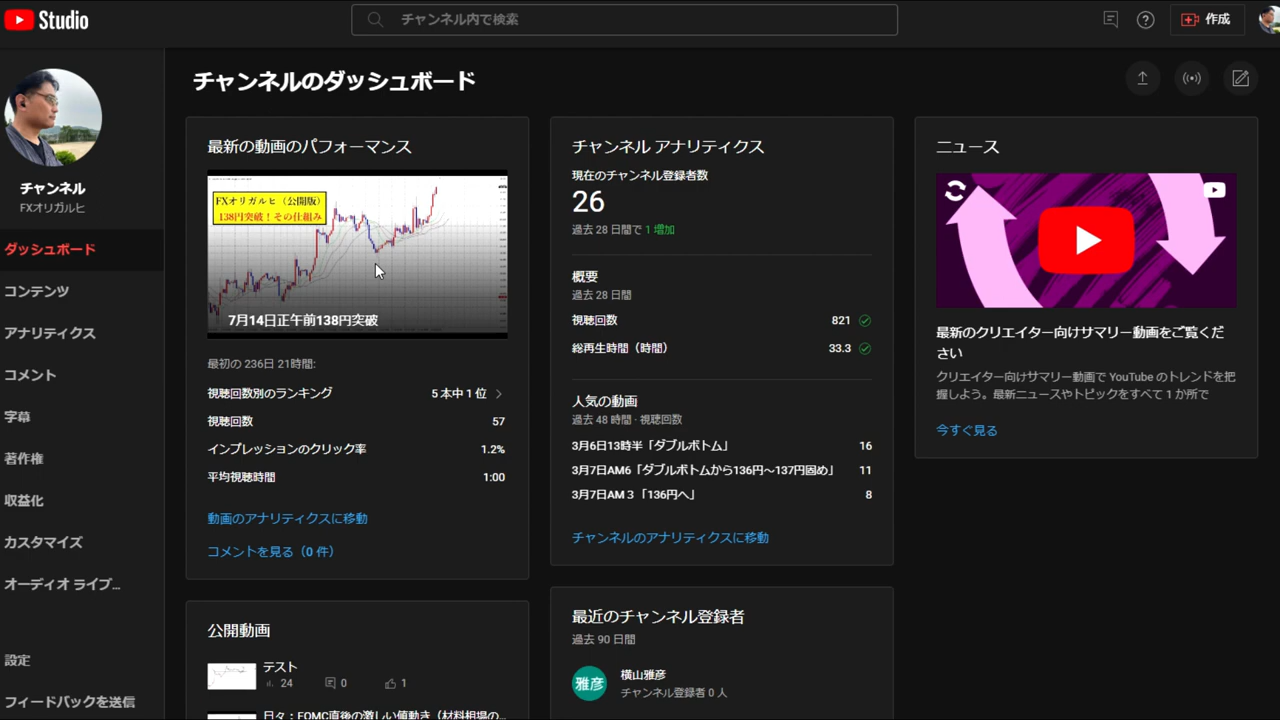 Studio
チャンネル内で検索
作成
チャンネル
FXオリガルヒ
ダッシュボード
コンテンツ
アナリティクス
コメント
字幕
著作権
収益化
カスタマイズ
オーディオ ライブ...
設定
フィードバックを送信
チャンネルのダッシュボード
最新の動画のパフォーマンス
FXオリガルヒ（公開版）
138円突破！その仕組み
7月14日正午前138円突破
最初の 236日 21時間:
視聴回数別のランキング 5 本中 1 位
視聴回数 57
インプレッションのクリック率 1.2%
平均視聴時間 1:00
動画のアナリティクスに移動
コメントを見る（0 件）
公開動画
テスト
24 0 1
日々：FOMC直後の激しい値動き（材料相場の...
チャンネル アナリティクス
現在のチャンネル登録者数
26
過去 28 日間で 1 増加
概要
過去 28 日間
視聴回数 821
総再生時間（時間） 33.3
人気の動画
過去 48 時間 · 視聴回数
3月6日13時半「ダブルボトム」 16
3月7日AM6「ダブルボトムから136円～137円固め」 11
3月7日AM３「136円へ」 8
チャンネルのアナリティクスに移動
最近のチャンネル登録者
過去 90 日間
雅彦
横山雅彦
チャンネル登録者 0 人
ニュース
最新のクリエイター向けサマリー動画をご覧くだ
さい
クリエイター向けサマリー動画で YouTube のトレンドを把
握しよう。最新ニュースやトピックをすべて 1 か所で
今すぐ見る